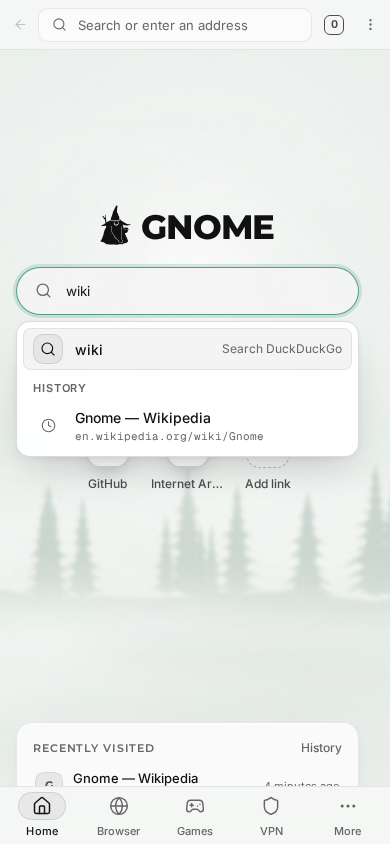 Search or enter an address
0
GNOME
wiki
wiki Search DuckDuckGo
HISTORY
Gnome — Wikipedia
en.wikipedia.org/wiki/Gnome
GitHub Internet Ar... Add link
RECENTLY VISITED History
Gnome — Wikipedia
4 minutes ago
Home Browser Games VPN More